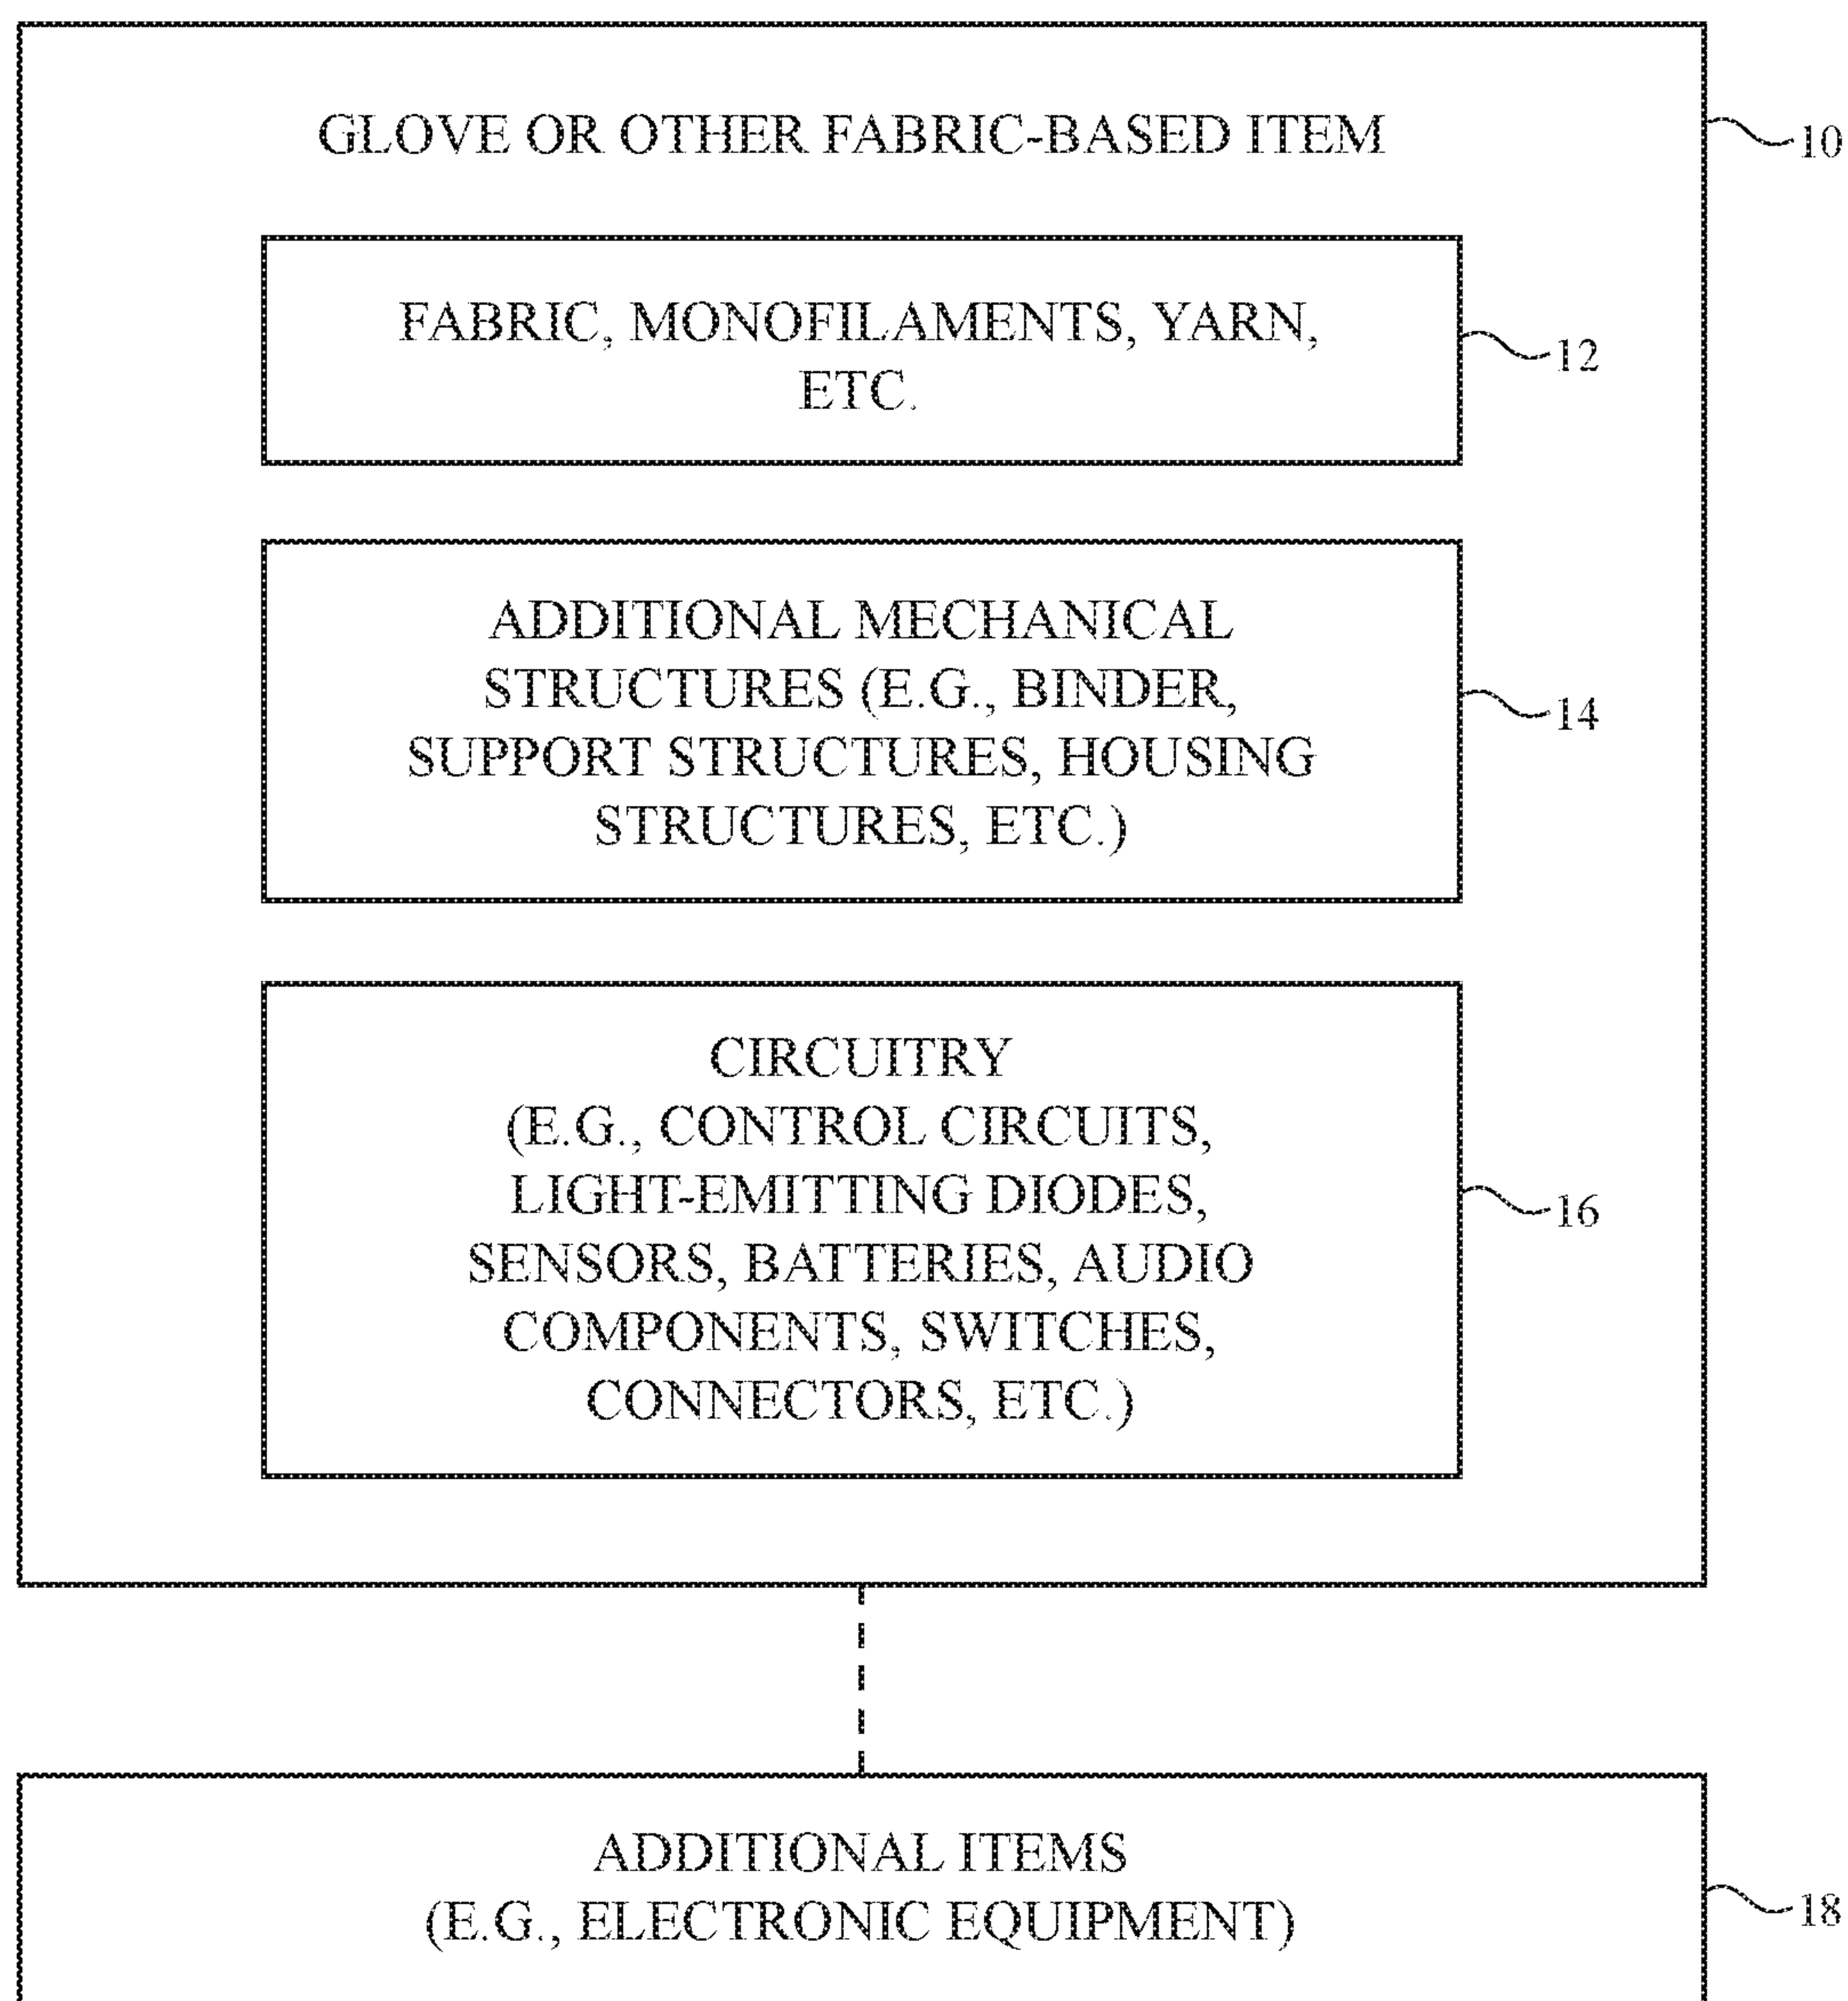 GLOVE OR OTHER FABRIC-BASED ITEM
10
FABRIC, MONOFILAMENTS, YARN,
ETC.
12
ADDITIONAL MECHANICAL
STRUCTURES (E.G., BINDER,
SUPPORT STRUCTURES, HOUSING
STRUCTURES, ETC.)
14
CIRCUITRY
(E.G., CONTROL CIRCUITS,
LIGHT-EMITTING DIODES,
SENSORS, BATTERIES, AUDIO
COMPONENTS, SWITCHES,
CONNECTORS, ETC.)
16
ADDITIONAL ITEMS
(E.G., ELECTRONIC EQUIPMENT)
18